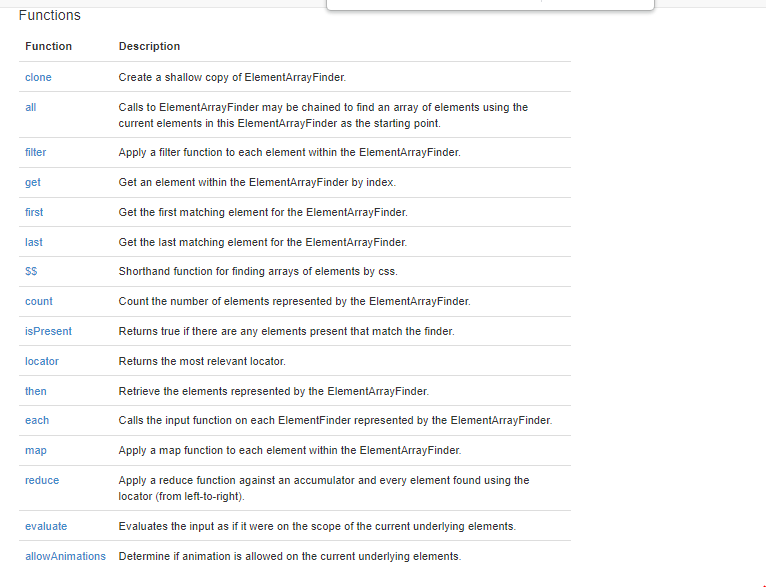 Functions
Function Description
clone Create a shallow copy of ElementArrayFinder.
all Calls to ElementArrayFinder may be chained to find an array of elements using the
current elements in this ElementArrayFinder as the starting point.
filter Apply a filter function to each element within the ElementArrayFinder.
get Get an element within the ElementArrayFinder by index.
first Get the first matching element for the ElementArrayFinder.
last Get the last matching element for the ElementArrayFinder.
$$ Shorthand function for finding arrays of elements by css.
count Count the number of elements represented by the ElementArrayFinder.
isPresent Returns true if there are any elements present that match the finder.
locator Returns the most relevant locator.
then Retrieve the elements represented by the ElementArrayFinder.
each Calls the input function on each ElementFinder represented by the ElementArrayFinder.
map Apply a map function to each element within the ElementArrayFinder.
reduce Apply a reduce function against an accumulator and every element found using the
locator (from left-to-right).
evaluate Evaluates the input as if it were on the scope of the current underlying elements.
allowAnimations Determine if animation is allowed on the current underlying elements.